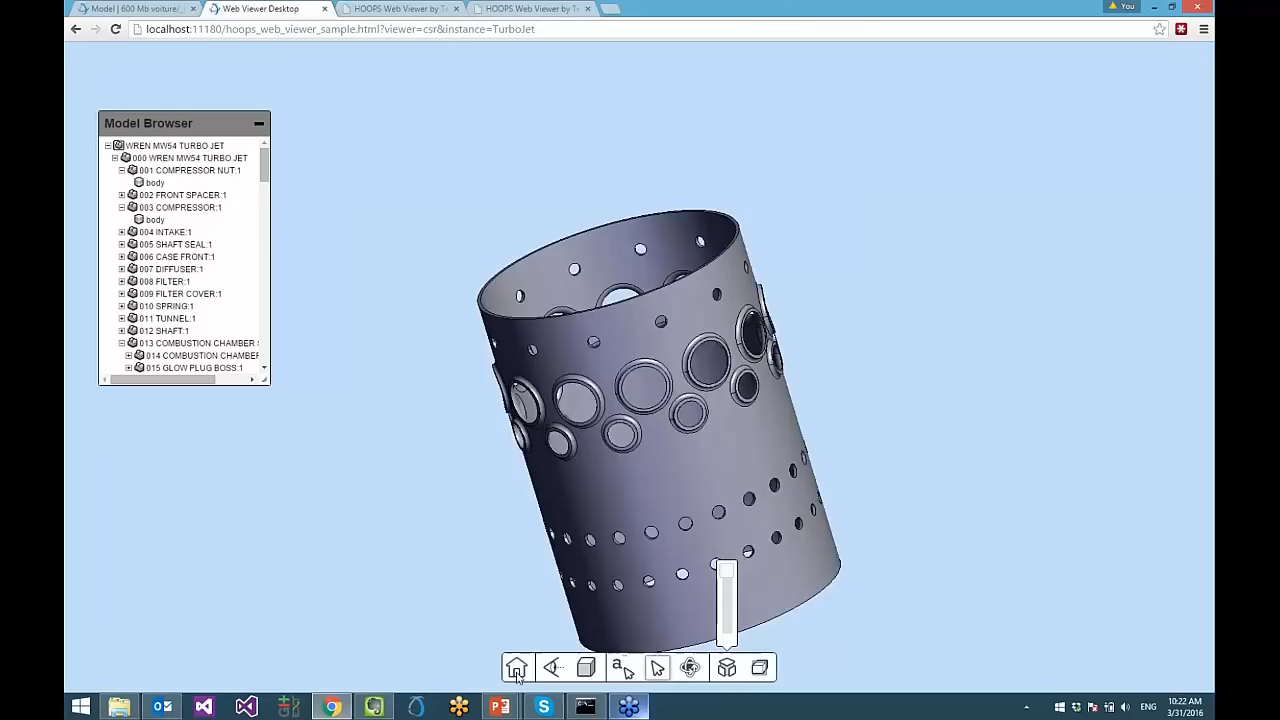 Model | 600 Mb voiture/_
Web Viewer Desktop
HOOPS Web Viewer by Te
HOOPS Web Viewer by Te
You
localhost:11180/hoops_web_viewer_sample.html?viewer=csr&instance=TurboJet
Model Browser
WREN MW54 TURBO JET
000 WREN MW54 TURBO JET
001 COMPRESSOR NUT:1
body
002 FRONT SPACER:1
003 COMPRESSOR:1
body
004 INTAKE:1
005 SHAFT SEAL:1
006 CASE FRONT:1
007 DIFFUSER:1
008 FILTER:1
009 FILTER COVER:1
010 SPRING:1
011 TUNNEL:1
012 SHAFT:1
013 COMBUSTION CHAMBER
014 COMBUSTION CHAMBER
015 GLOW PLUG BOSS:1
a
ENG
10:22 AM
3/31/2016